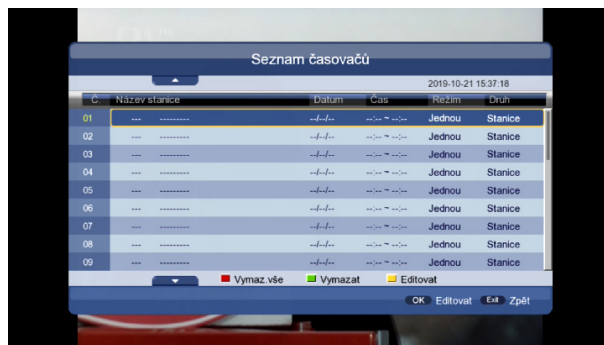 Seznam časovačů
2019-10-21 15:37:18
Č. Název stanice Datum Čas Režim Druh
01 --- --------- --/--/-- --:-- ~ --:-- Jednou Stanice
02 --- --------- --/--/-- --:-- ~ --:-- Jednou Stanice
03 --- --------- --/--/-- --:-- ~ --:-- Jednou Stanice
04 --- --------- --/--/-- --:-- ~ --:-- Jednou Stanice
05 --- --------- --/--/-- --:-- ~ --:-- Jednou Stanice
06 --- --------- --/--/-- --:-- ~ --:-- Jednou Stanice
07 --- --------- --/--/-- --:-- ~ --:-- Jednou Stanice
08 --- --------- --/--/-- --:-- ~ --:-- Jednou Stanice
09 --- --------- --/--/-- --:-- ~ --:-- Jednou Stanice
Vymaz.vše Vymazat Editovat
OK Editovat Exit Zpět